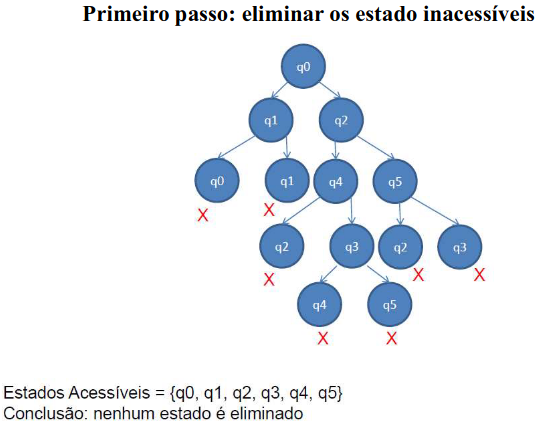 Primeiro passo: eliminar os estado inacessíveis
q0
q1 q2
q0 q1 q4 q5
X X
q2 q3 q2 q3
X X X
q4 q5
X X
Estados Acessíveis = {q0, q1, q2, q3, q4, q5}
Conclusão: nenhum estado é eliminado